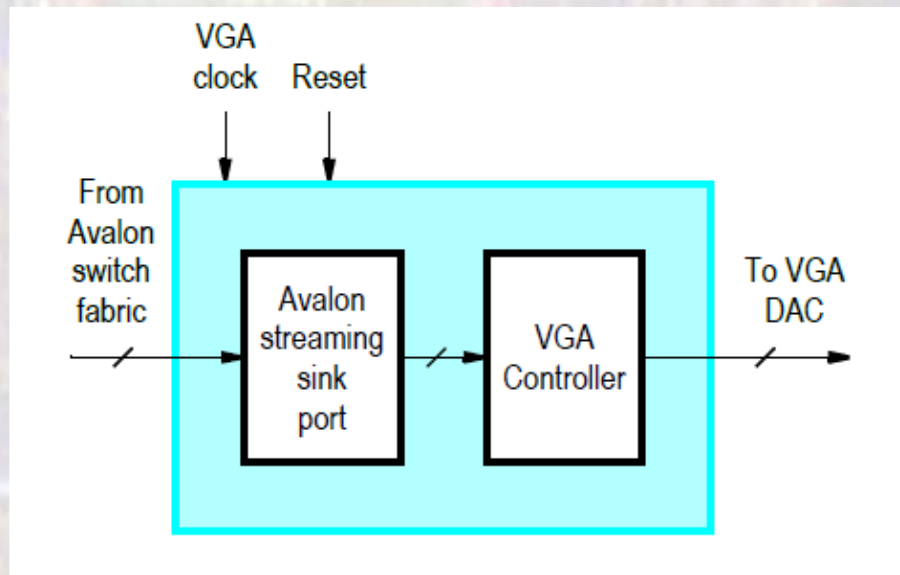 VGA
clock
Reset
From
Avalon
switch
fabric
Avalon
streaming
sink
port
VGA
Controller
To VGA
DAC